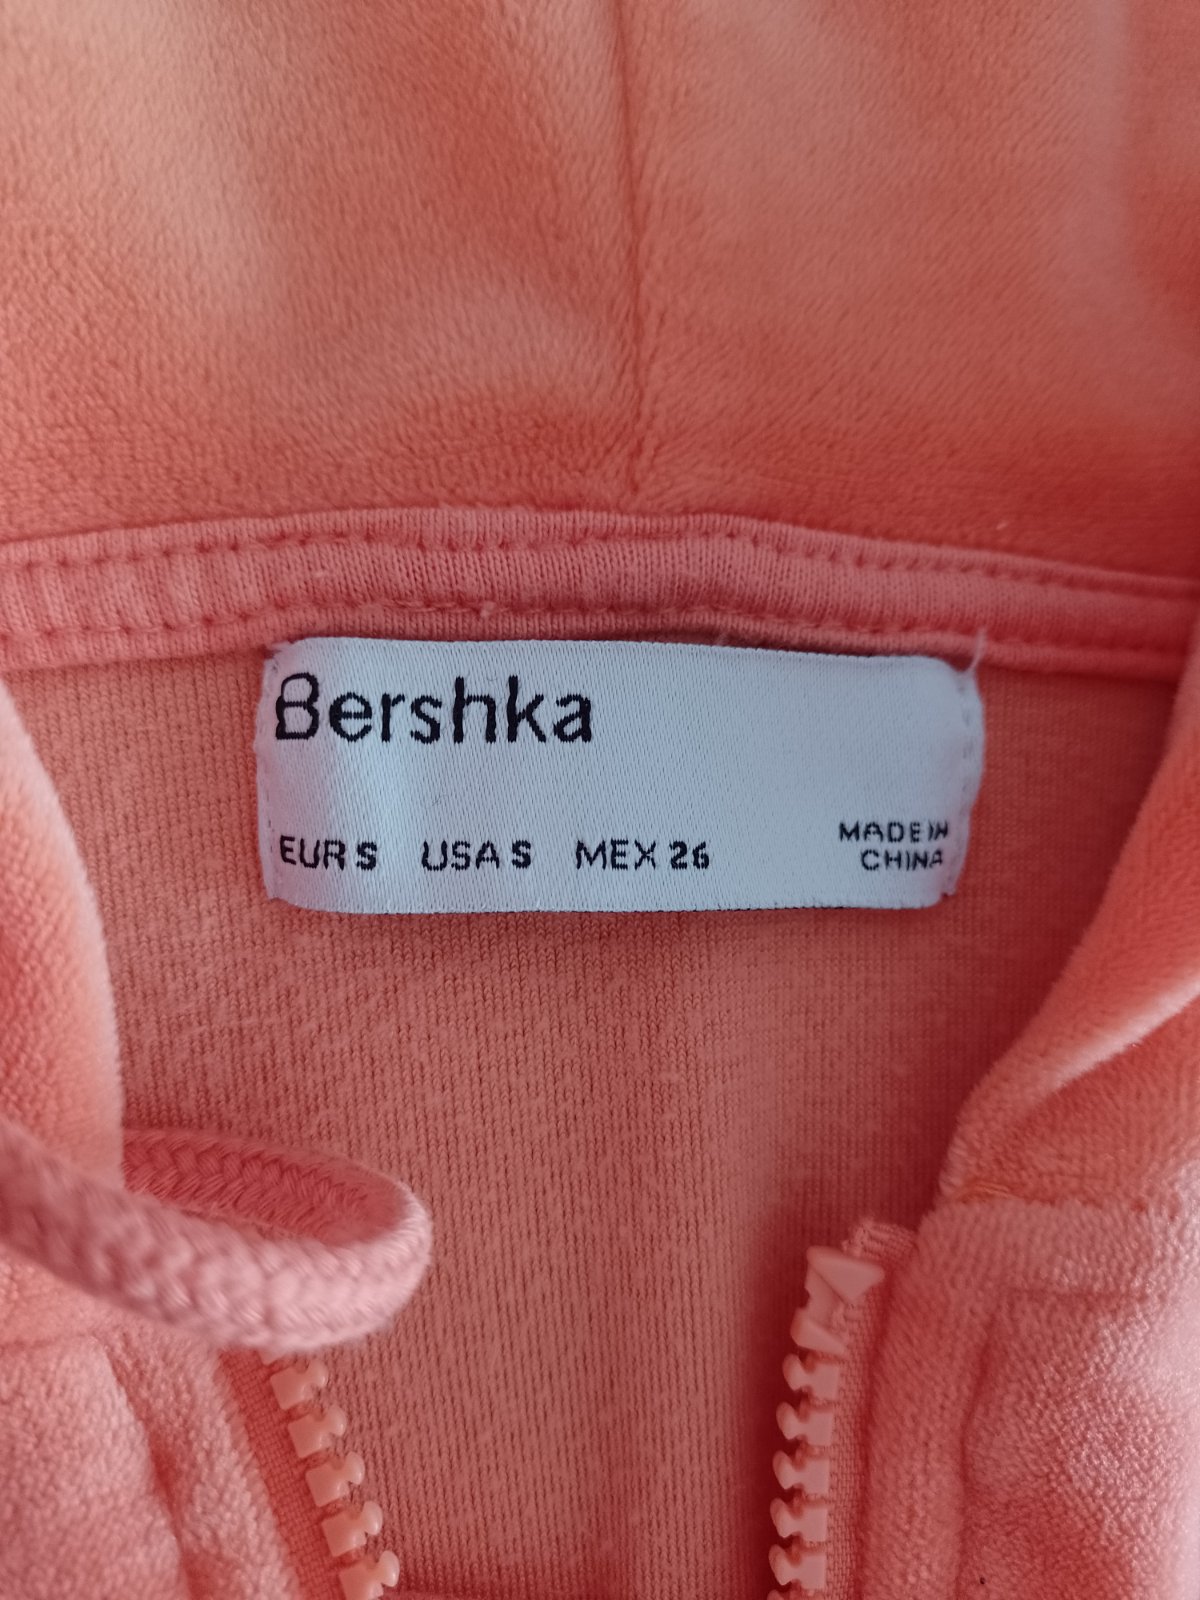 Bershka
EUR S USA S MEX 26
MADE IN
CHINA